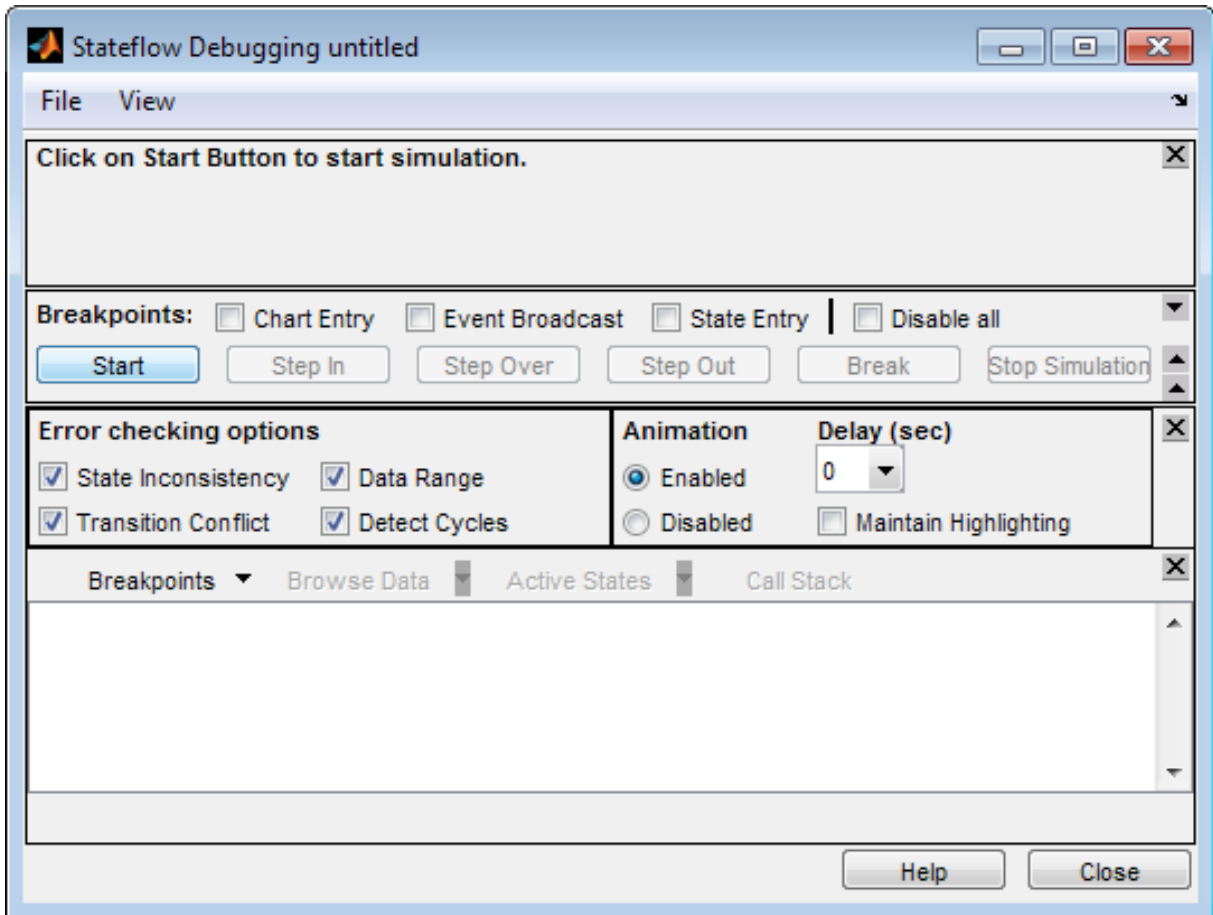 Stateflow Debugging untitled
File View
Click on Start Button to start simulation.
Breakpoints: Chart Entry Event Broadcast State Entry Disable all
Start Step In Step Over Step Out Break Stop Simulation
Error checking options Animation Delay (sec)
State Inconsistency Data Range Enabled 0
Transition Conflict Detect Cycles Disabled Maintain Highlighting
Breakpoints Browse Data Active States Call Stack
Help Close